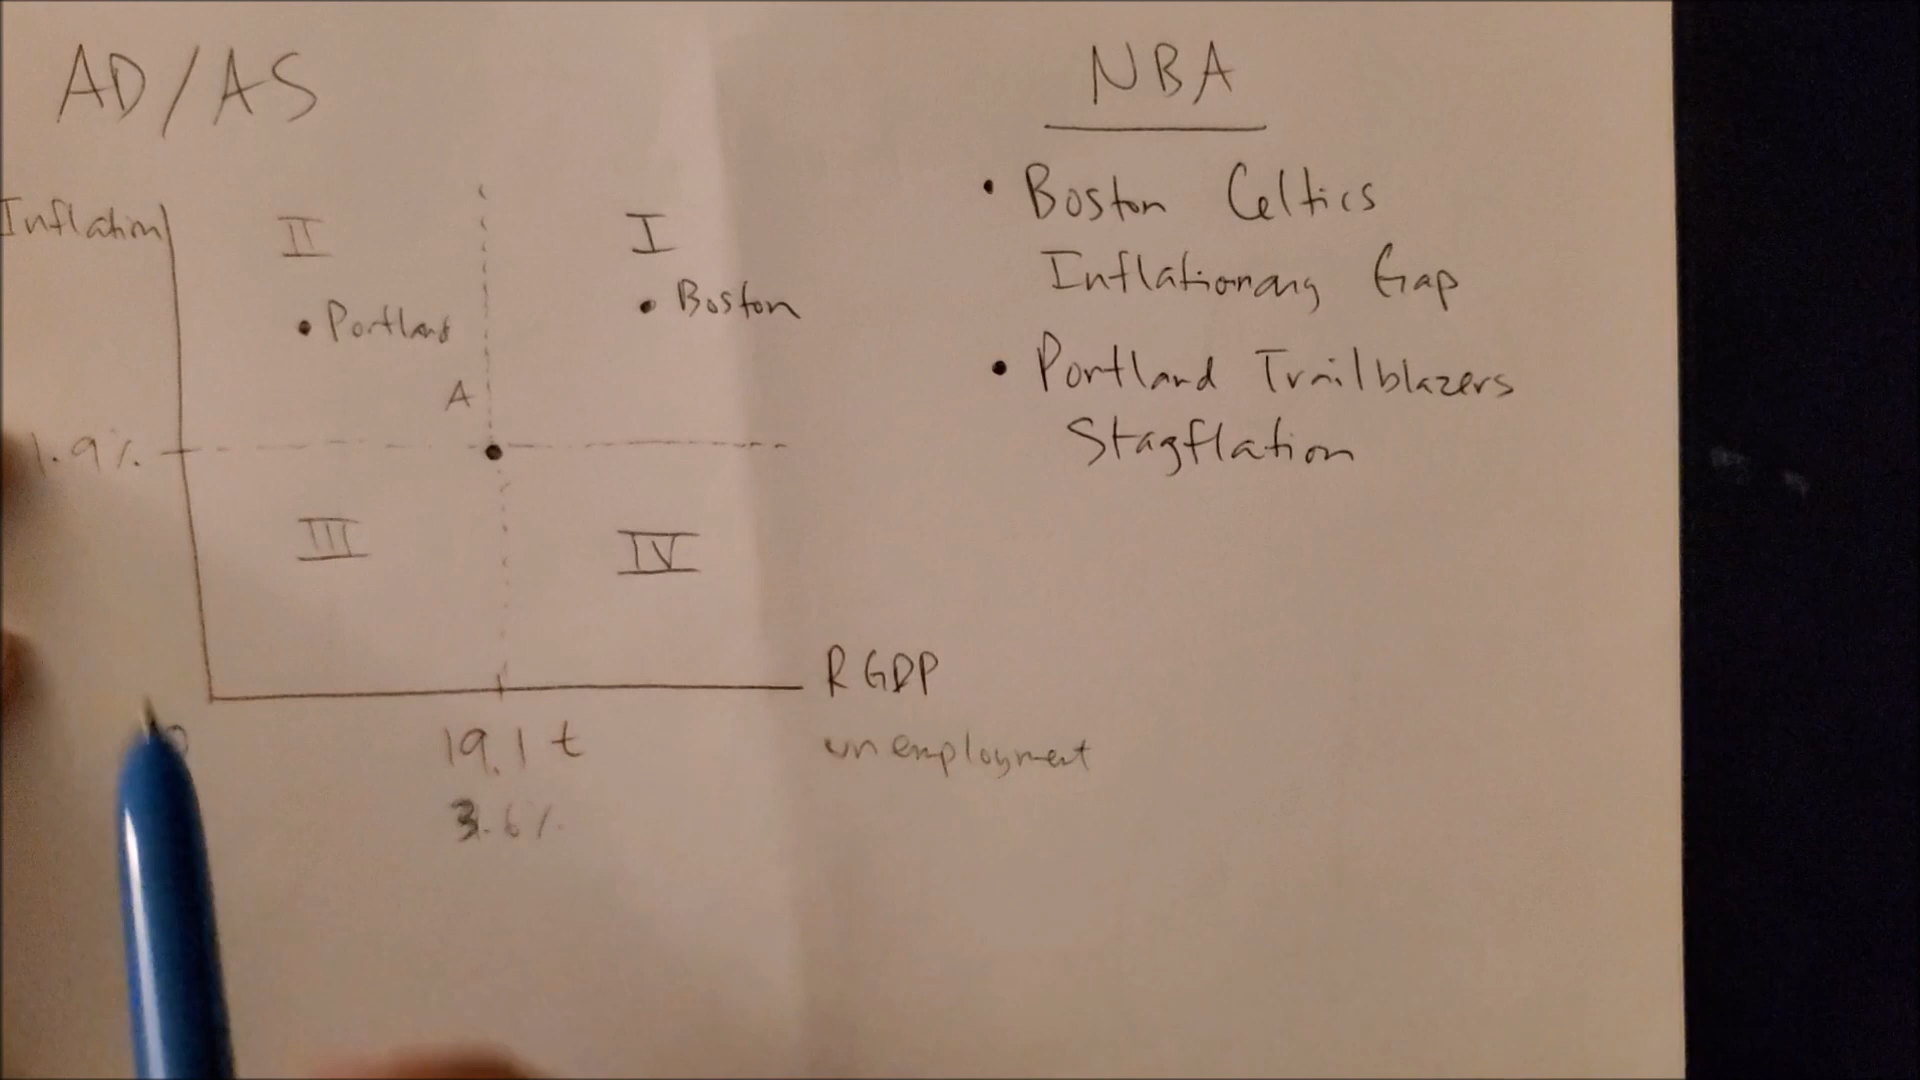 AD/AS
Inflation
II
I
• Portland
• Boston
A
1.9%
III
IV
RGDP
19.1 t
unemployment
3.6%
NBA
• Boston Celtics
Inflationary Gap
• Portland Trailblazers
Stagflation